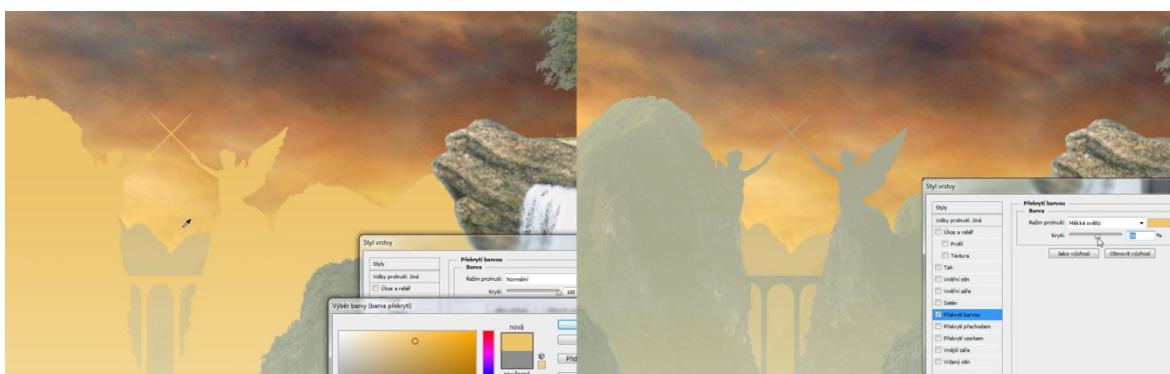 Styl vrstvy
Styly
Volby prolnutí: Jiné
Úkos a reliéf
Překrytí barvou
Barva
Režim prolnutí: Normální
Krytí: 100
Výběr barvy (barva překrytí)
nová
Styl vrstvy
Styly
Volby prolnutí: Jiné
Úkos a reliéf
Profil
Textura
Tah
Vnitřní stín
Vnitřní záře
Satén
Překrytí barvou
Překrytí přechodem
Překrytí vzorkem
Vnější záře
Vržený stín
Překrytí barvou
Barva
Režim prolnutí: Měkké světlo
Krytí: %
Jako výchozí Obnovit výchozí